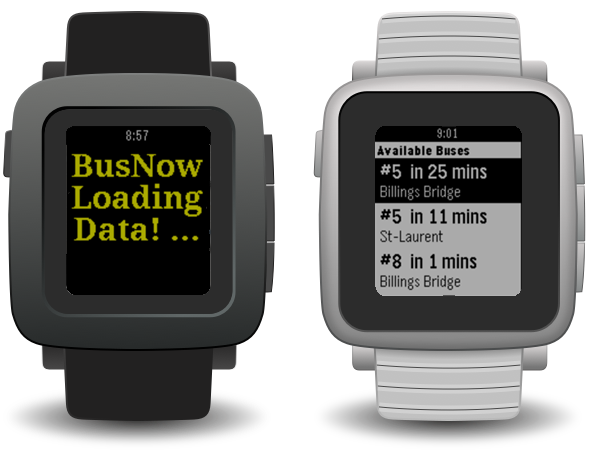 8:57
BusNow
Loading
Data! ...
9:01
Available Buses
#5 in 25 mins
Billings Bridge
#5 in 11 mins
St-Laurent
#8 in 1 mins
Billings Bridge